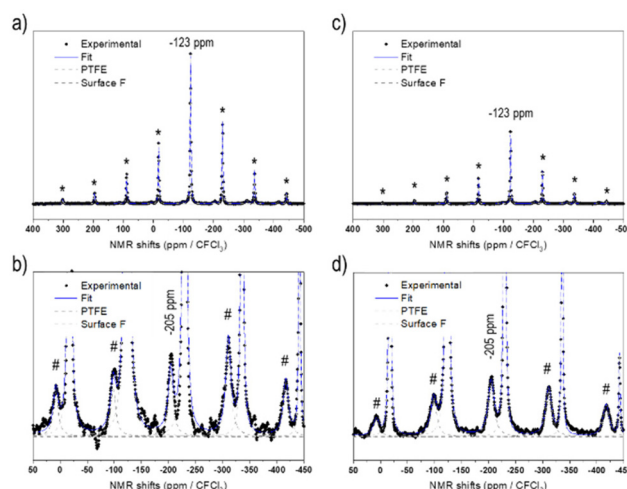 a)
Experimental
Fit
PTFE
Surface F
-123 ppm
* * * * * * * *
400 300 200 100 0 -100 -200 -300 -400 -500
NMR shifts (ppm / CFCl3)
c)
Experimental
Fit
PTFE
Surface F
-123 ppm
* * * * * * * *
400 300 200 100 0 -100 -200 -300 -400 -500
NMR shifts (ppm / CFCl3)
b)
Experimental
Fit
PTFE
Surface F
-205 ppm
# # # #
50 0 -50 -100 -150 -200 -250 -300 -350 -400 -450
NMR shifts (ppm / CFCl3)
d)
Experimental
Fit
PTFE
Surface F
-205 ppm
# # # #
50 0 -50 -100 -150 -200 -250 -300 -350 -400 -450
NMR shifts (ppm / CFCl3)